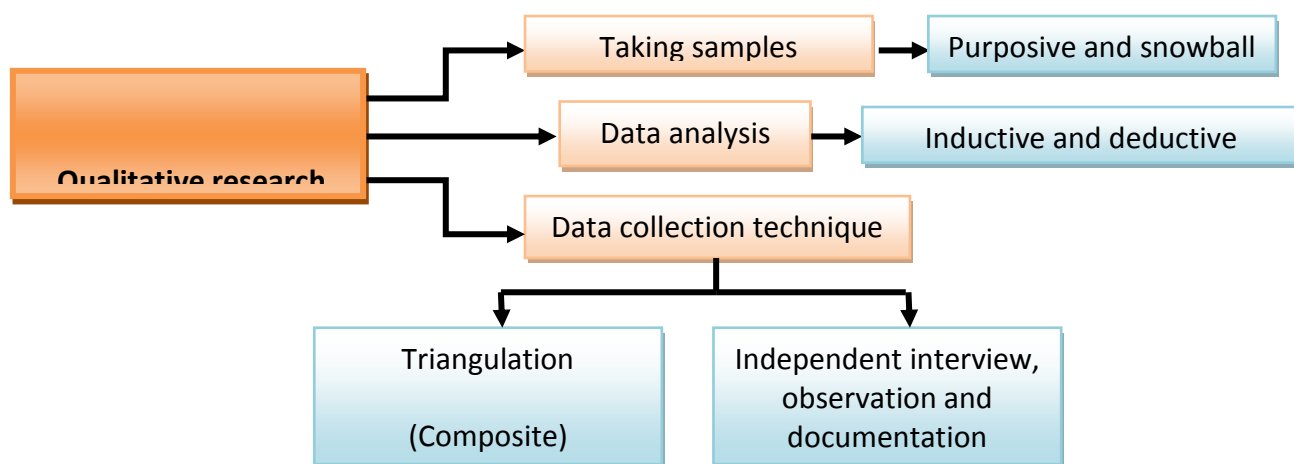 Taking samples
Purposive and snowball
Data analysis
Inductive and deductive
Qualitative research
Data collection technique
Triangulation
(Composite)
Independent interview,
observation and
documentation